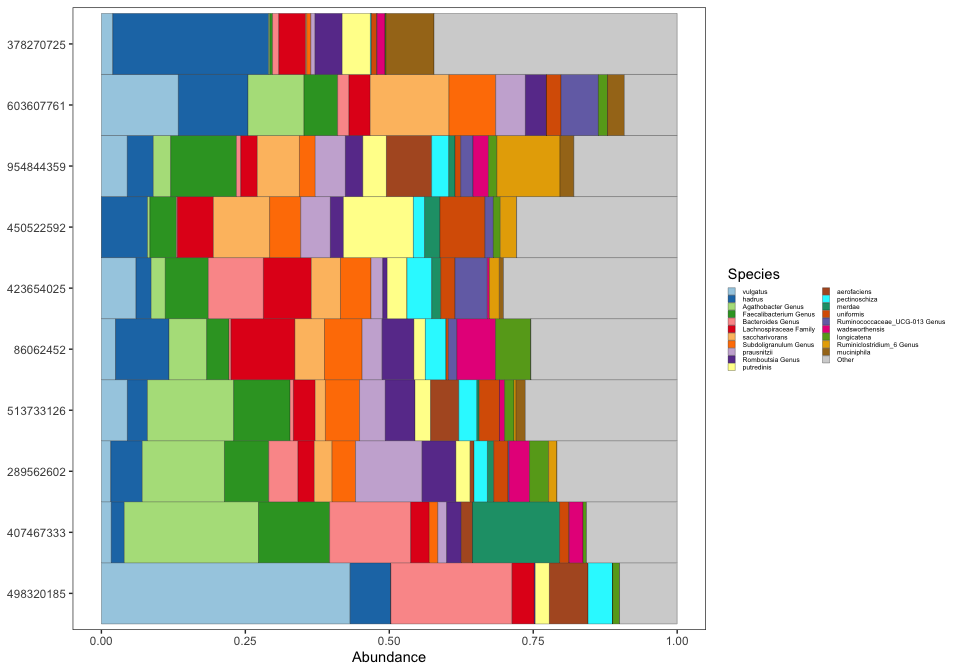 378270725
603607761
954844359
450522592
423654025
86062452
513733126
289562602
407467333
498320185
0.00 0.25 0.50 0.75 1.00
Abundance
Species
vulgatus
hadrus
Agathobacter Genus
Faecalibacterium Genus
Bacteroides Genus
Lachnospiraceae Family
saccharivorans
Subdoligranulum Genus
prausnitzii
Romboutsia Genus
putredinis
aerofaciens
pectinoschiza
merdae
uniformis
Ruminococcaceae_UCG-013 Genus
wadsworthensis
longicatena
Ruminiclostridium_6 Genus
muciniphila
Other